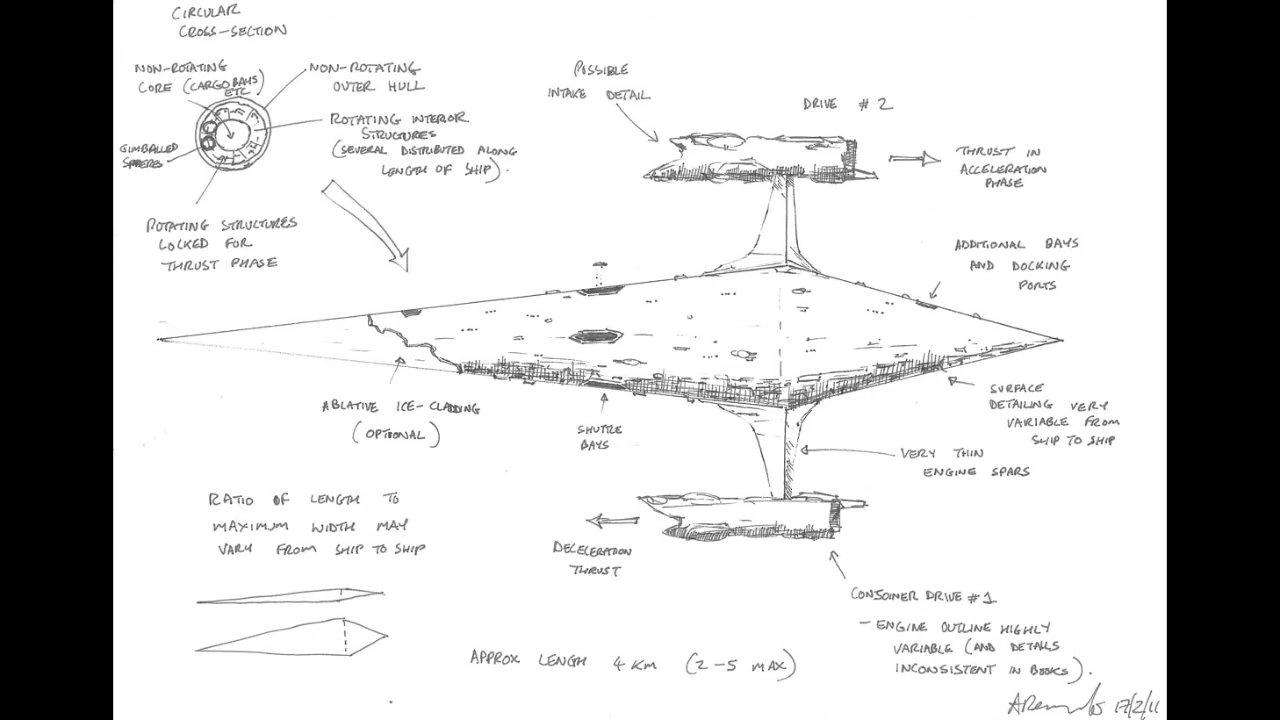 CIRCULAR
CROSS-SECTION
NON-ROTATING
CORE (CARGO BAYS
ETC)
NON-ROTATING
OUTER HULL
ROTATING INTERIOR
STRUCTURES
(SEVERAL DISTRIBUTED ALONG
LENGTH OF SHIP).
GIMBALLED
SPHERES
ROTATING STRUCTURES
LOCKED FOR
THRUST PHASE
POSSIBLE
INTAKE DETAIL
DRIVE #2
THRUST IN
ACCELERATION
PHASE
ADDITIONAL BAYS
AND DOCKING
PORTS
ABLATIVE ICE-CLADDING
(OPTIONAL)
SHUTTLE
BAYS
SURFACE
DETAILING VERY
VARIABLE FROM
SHIP TO SHIP
VERY THIN
ENGINE SPARS
RATIO OF LENGTH TO
MAXIMUM WIDTH MAY
VARY FROM SHIP TO SHIP
DECELERATION
THRUST
CONJOINER DRIVE #1
- ENGINE OUTLINE HIGHLY
VARIABLE (AND DETAILS
INCONSISTENT IN BOOKS).
APPROX LENGTH 4 KM (2-5 MAX)
17/2/11